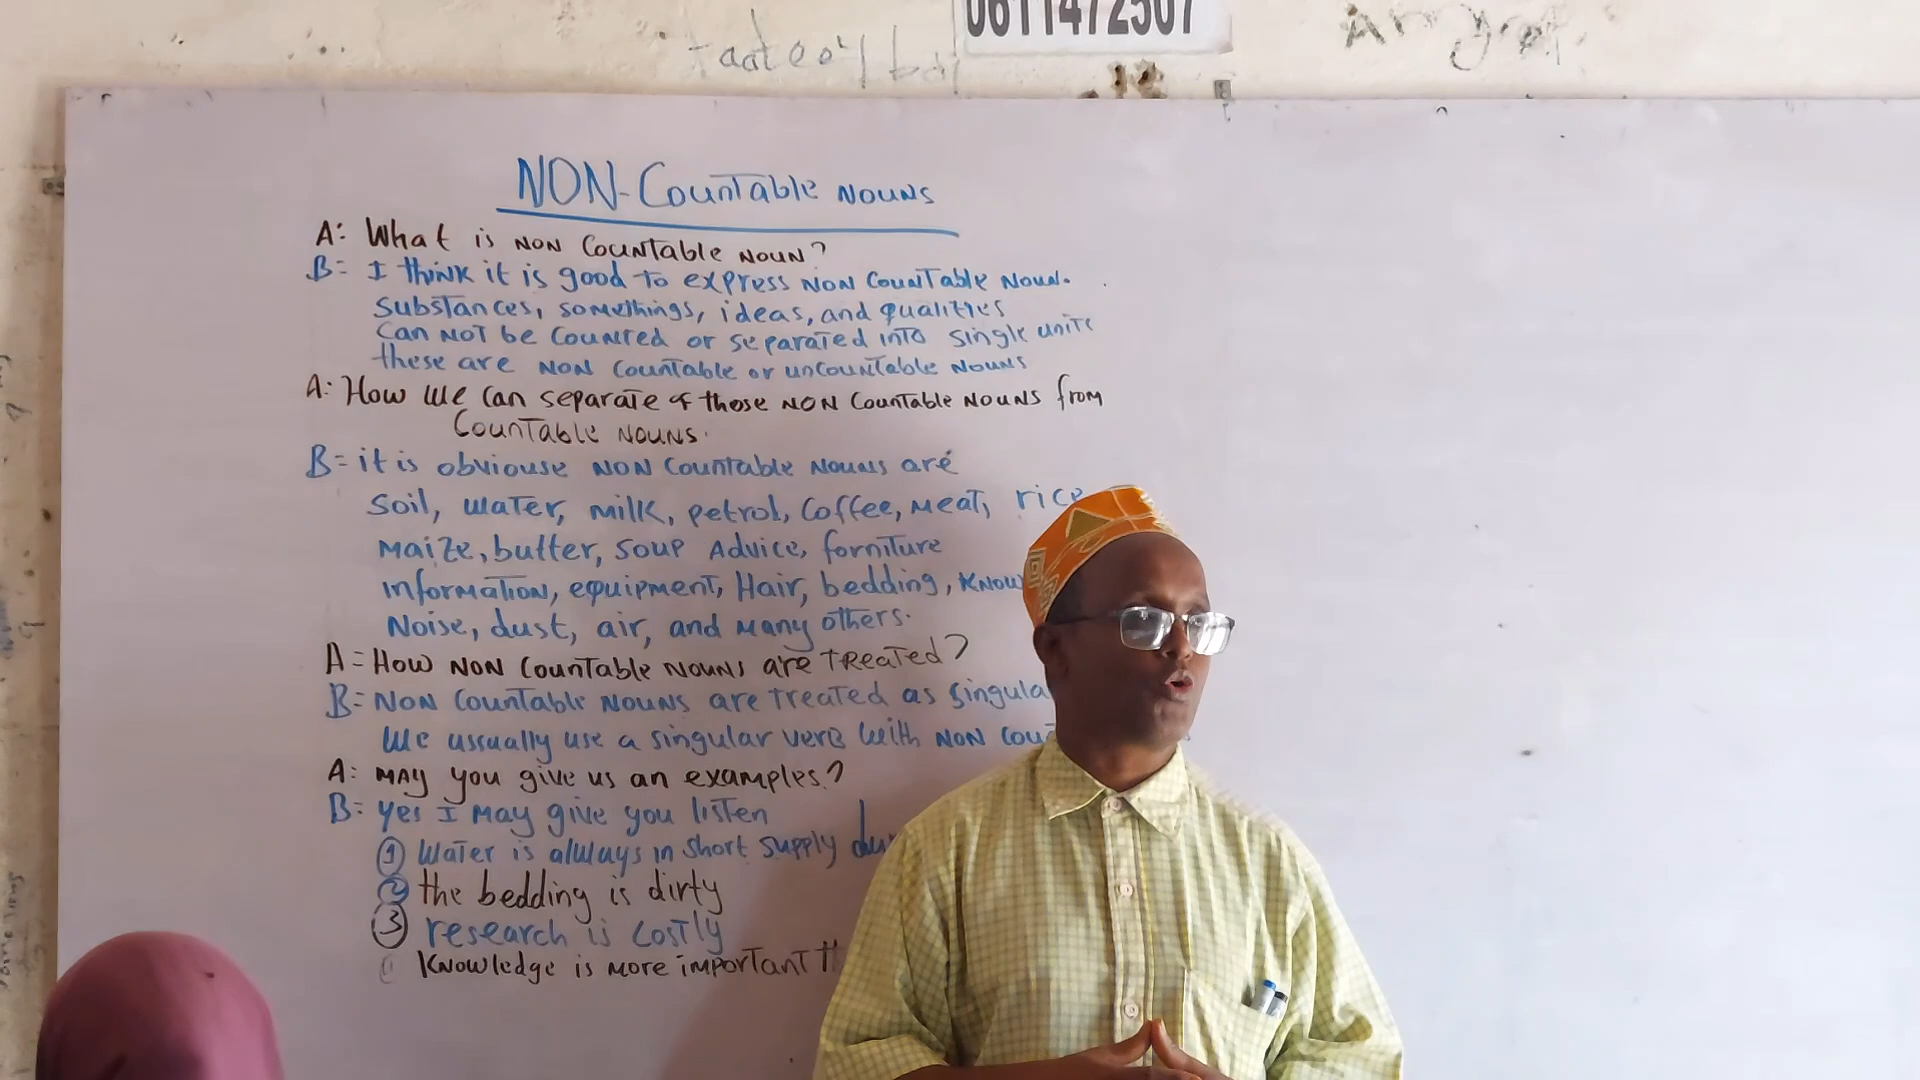 0611472507
NON-Countable NOUNS
A: What is NON Countable NOUN?
B= I think it is good to express NON Countable Noun.
Substances, somethings, ideas, and qualities
can not be counted or separated into single units
these are NON Countable or uncountable Nouns
A: How we can separate of those NON Countable NOUNS from
Countable NOUNS.
B= it is obviouse NON Countable Nouns are
Soil, water, milk, petrol, Coffee, Meat, rice
Maize, butter, soup Advice, forniture
Information, equipment, Hair, bedding, Know
Noise, dust, air, and Many others.
A= How NON Countable NOUNS are treated?
B= NON Countable NOUNS are treated as singula
We ussually use a singular verb with NON Cou
A: MAY you give us an examples?
B: yes I May give you listen
① Water is always in short supply du
② the bedding is dirty
③ research is costly
Knowledge is more important th